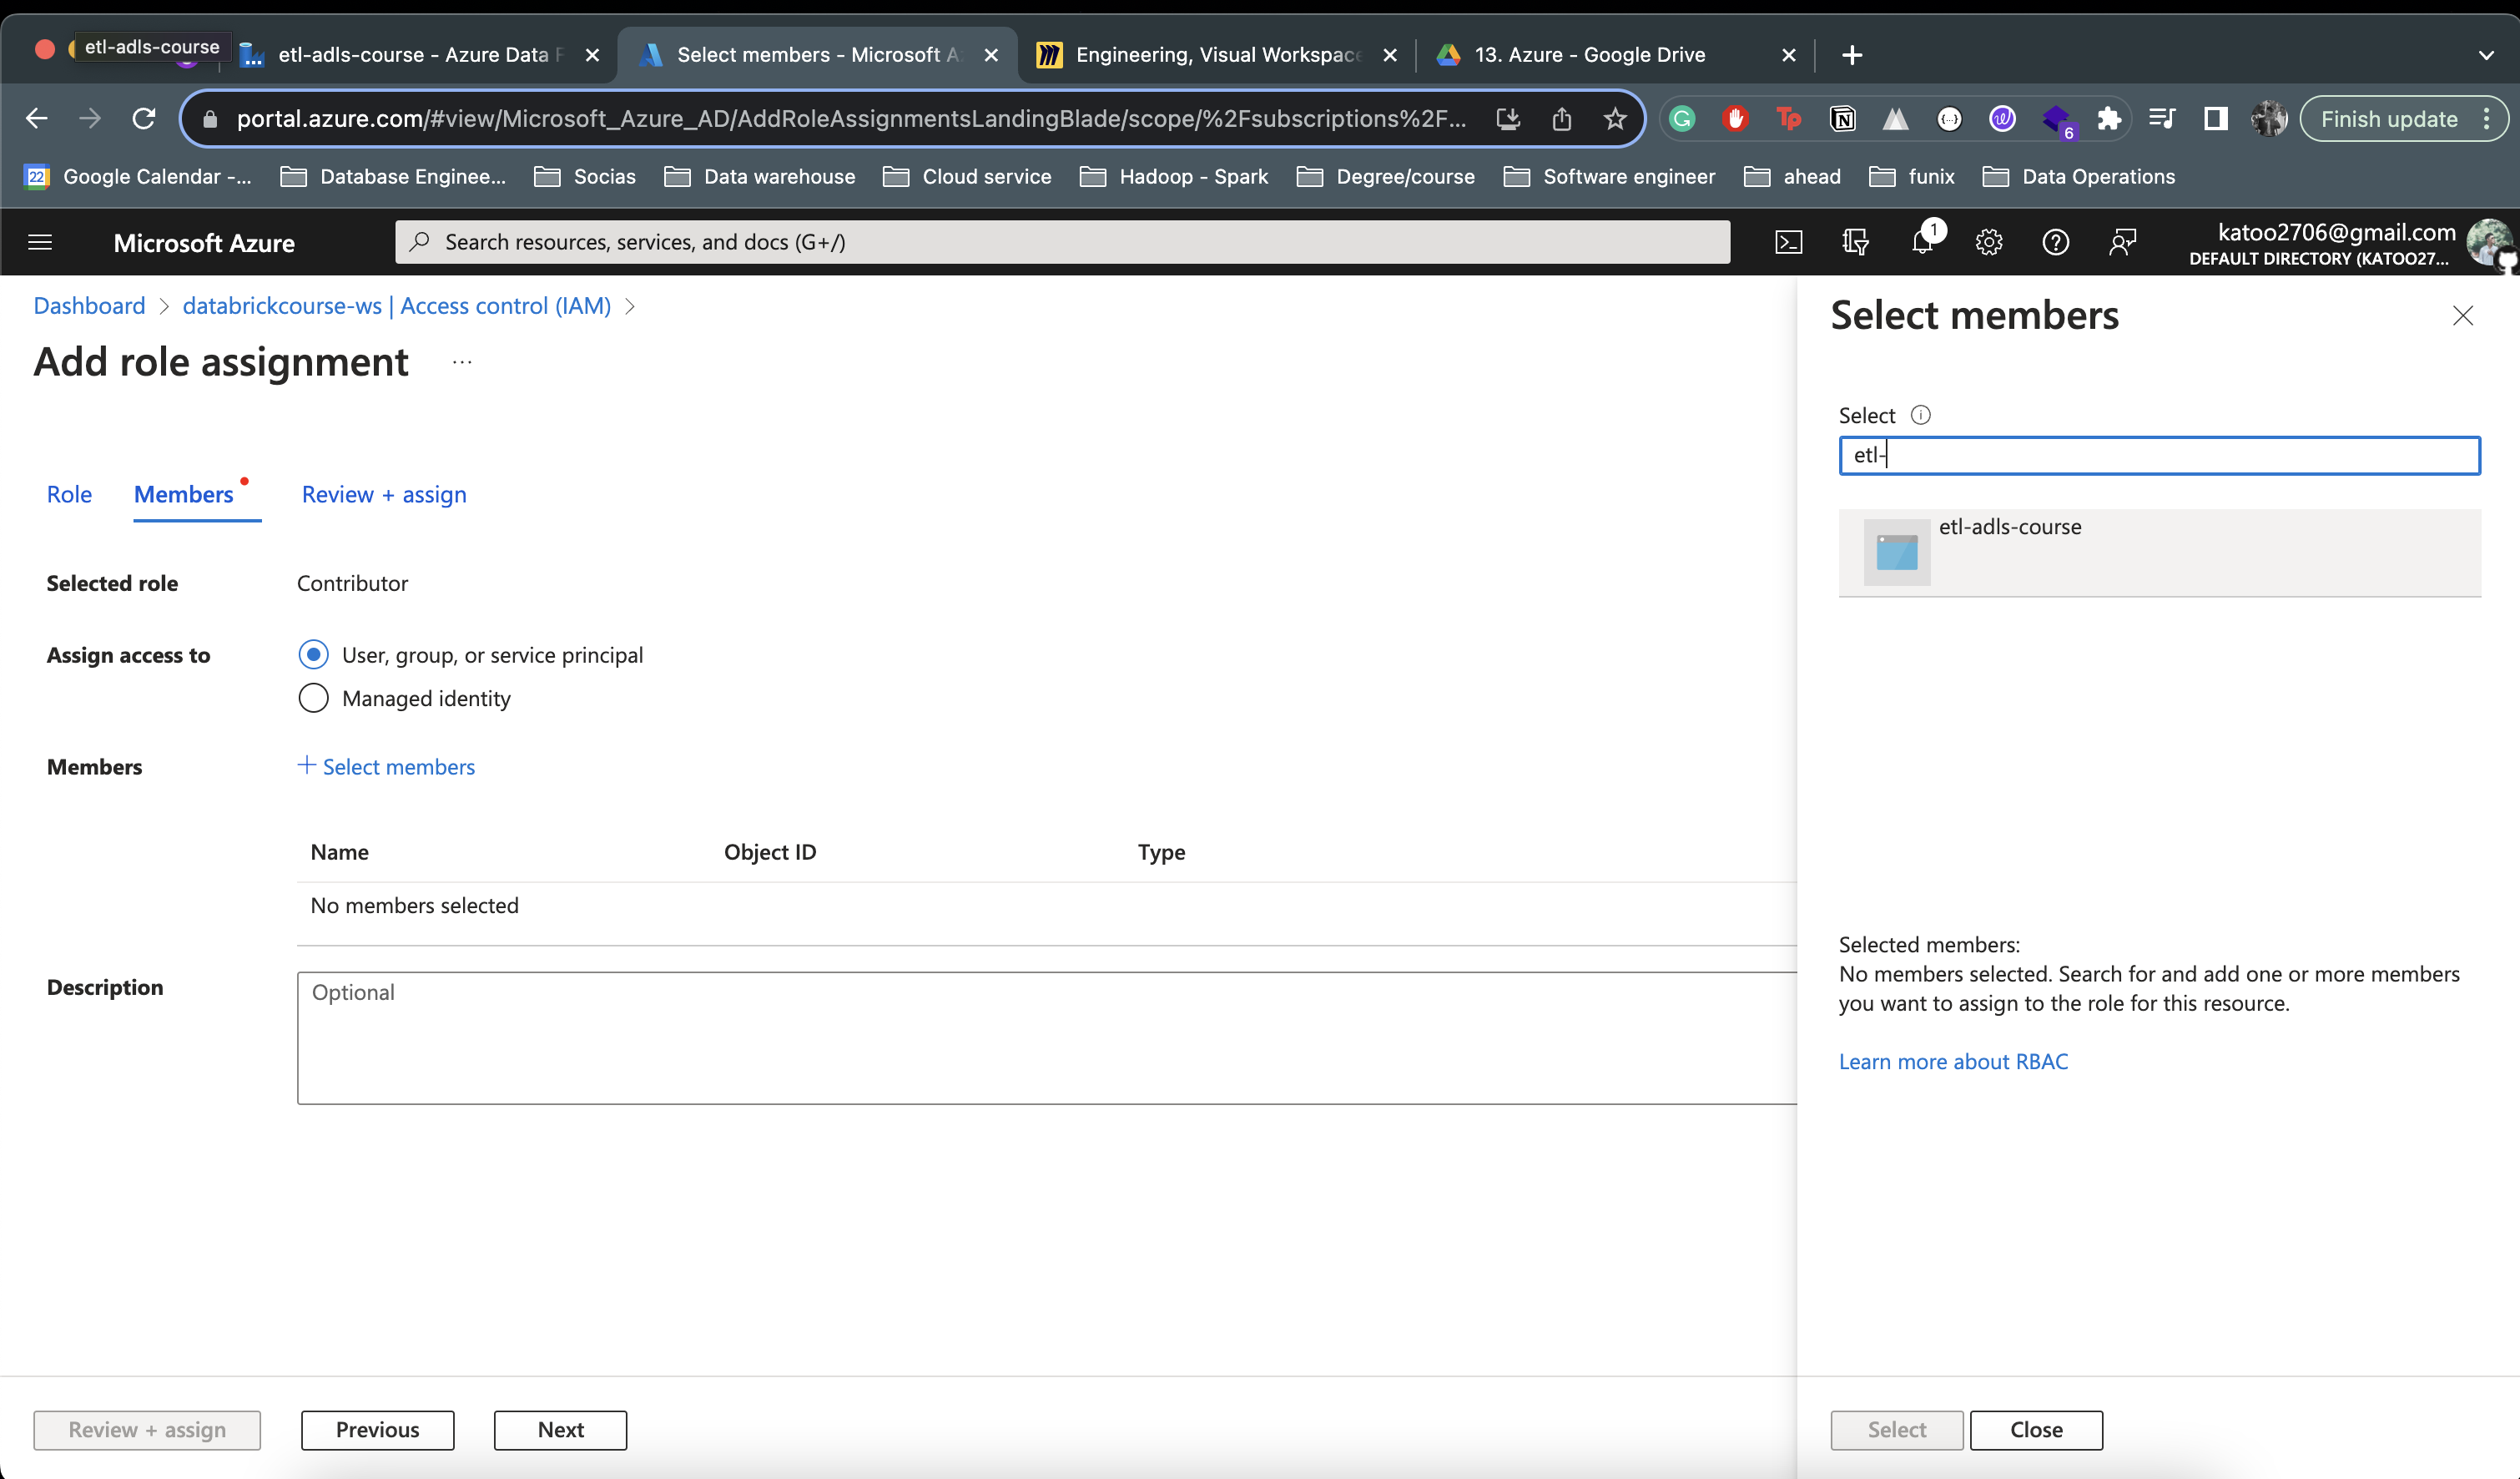 etl-adls-course
etl-adls-course - Azure Data F
Select members - Microsoft A
Engineering, Visual Workspace
13. Azure - Google Drive
portal.azure.com/#view/Microsoft_Azure_AD/AddRoleAssignmentsLandingBlade/scope/%2Fsubscriptions%2F...
Tp
6
Finish update
22
Google Calendar -...
Database Enginee...
Socias
Data warehouse
Cloud service
Hadoop - Spark
Degree/course
Software engineer
ahead
funix
Data Operations
Microsoft Azure
Search resources, services, and docs (G+/)
1
katoo2706@gmail.com
DEFAULT DIRECTORY (KATOO27...
Dashboard > databrickcourse-ws | Access control (IAM) >
Add role assignment ...
Role
Members
Review + assign
Selected role
Contributor
Assign access to
User, group, or service principal
Managed identity
Members
+ Select members
Name
Object ID
Type
No members selected
Description
Optional
Review + assign
Previous
Next
Select members
Select
etl-
etl-adls-course
Selected members:
No members selected. Search for and add one or more members
you want to assign to the role for this resource.
Learn more about RBAC
Select
Close